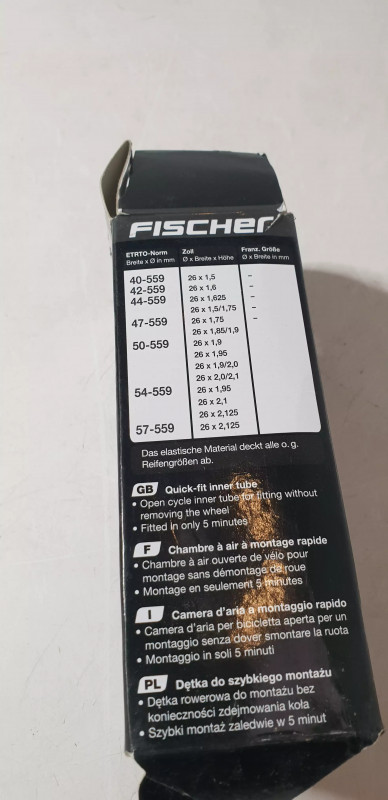 FISCHER
ETRTO-Norm Zoll Franz. Größe
Breite x Ø in mm Ø x Breite x Höhe Ø x Breite in mm
40-559 26 x 1,5 –
42-559 26 x 1,6 –
44-559 26 x 1,625 –
26 x 1,5/1,75 –
47-559 26 x 1,75 –
26 x 1,85/1,9
50-559 26 x 1,9
26 x 1,95
26 x 1,9/2,0
26 x 2,0/2,1
54-559 26 x 1,95
26 x 2,1
26 x 2,125
57-559 26 x 2,125
Das elastische Material deckt alle o. g.
Reifengrößen ab.
GB Quick-fit inner tube
• Open cycle inner tube for fitting without
removing the wheel
• Fitted in only 5 minutes
F Chambre à air à montage rapide
• Chambre à air ouverte de vélo pour
montage sans démontage de roue
• Montage en seulement 5 minutes
I Camera d'aria a montaggio rapido
• Camera d'aria per bicicletta aperta per un
montaggio senza dover smontare la ruota
• Montaggio in soli 5 minuti
PL Dętka do szybkiego montażu
• Dętka rowerowa do montażu bez
konieczności zdejmowania koła
• Szybki montaż zaledwie w 5 minut